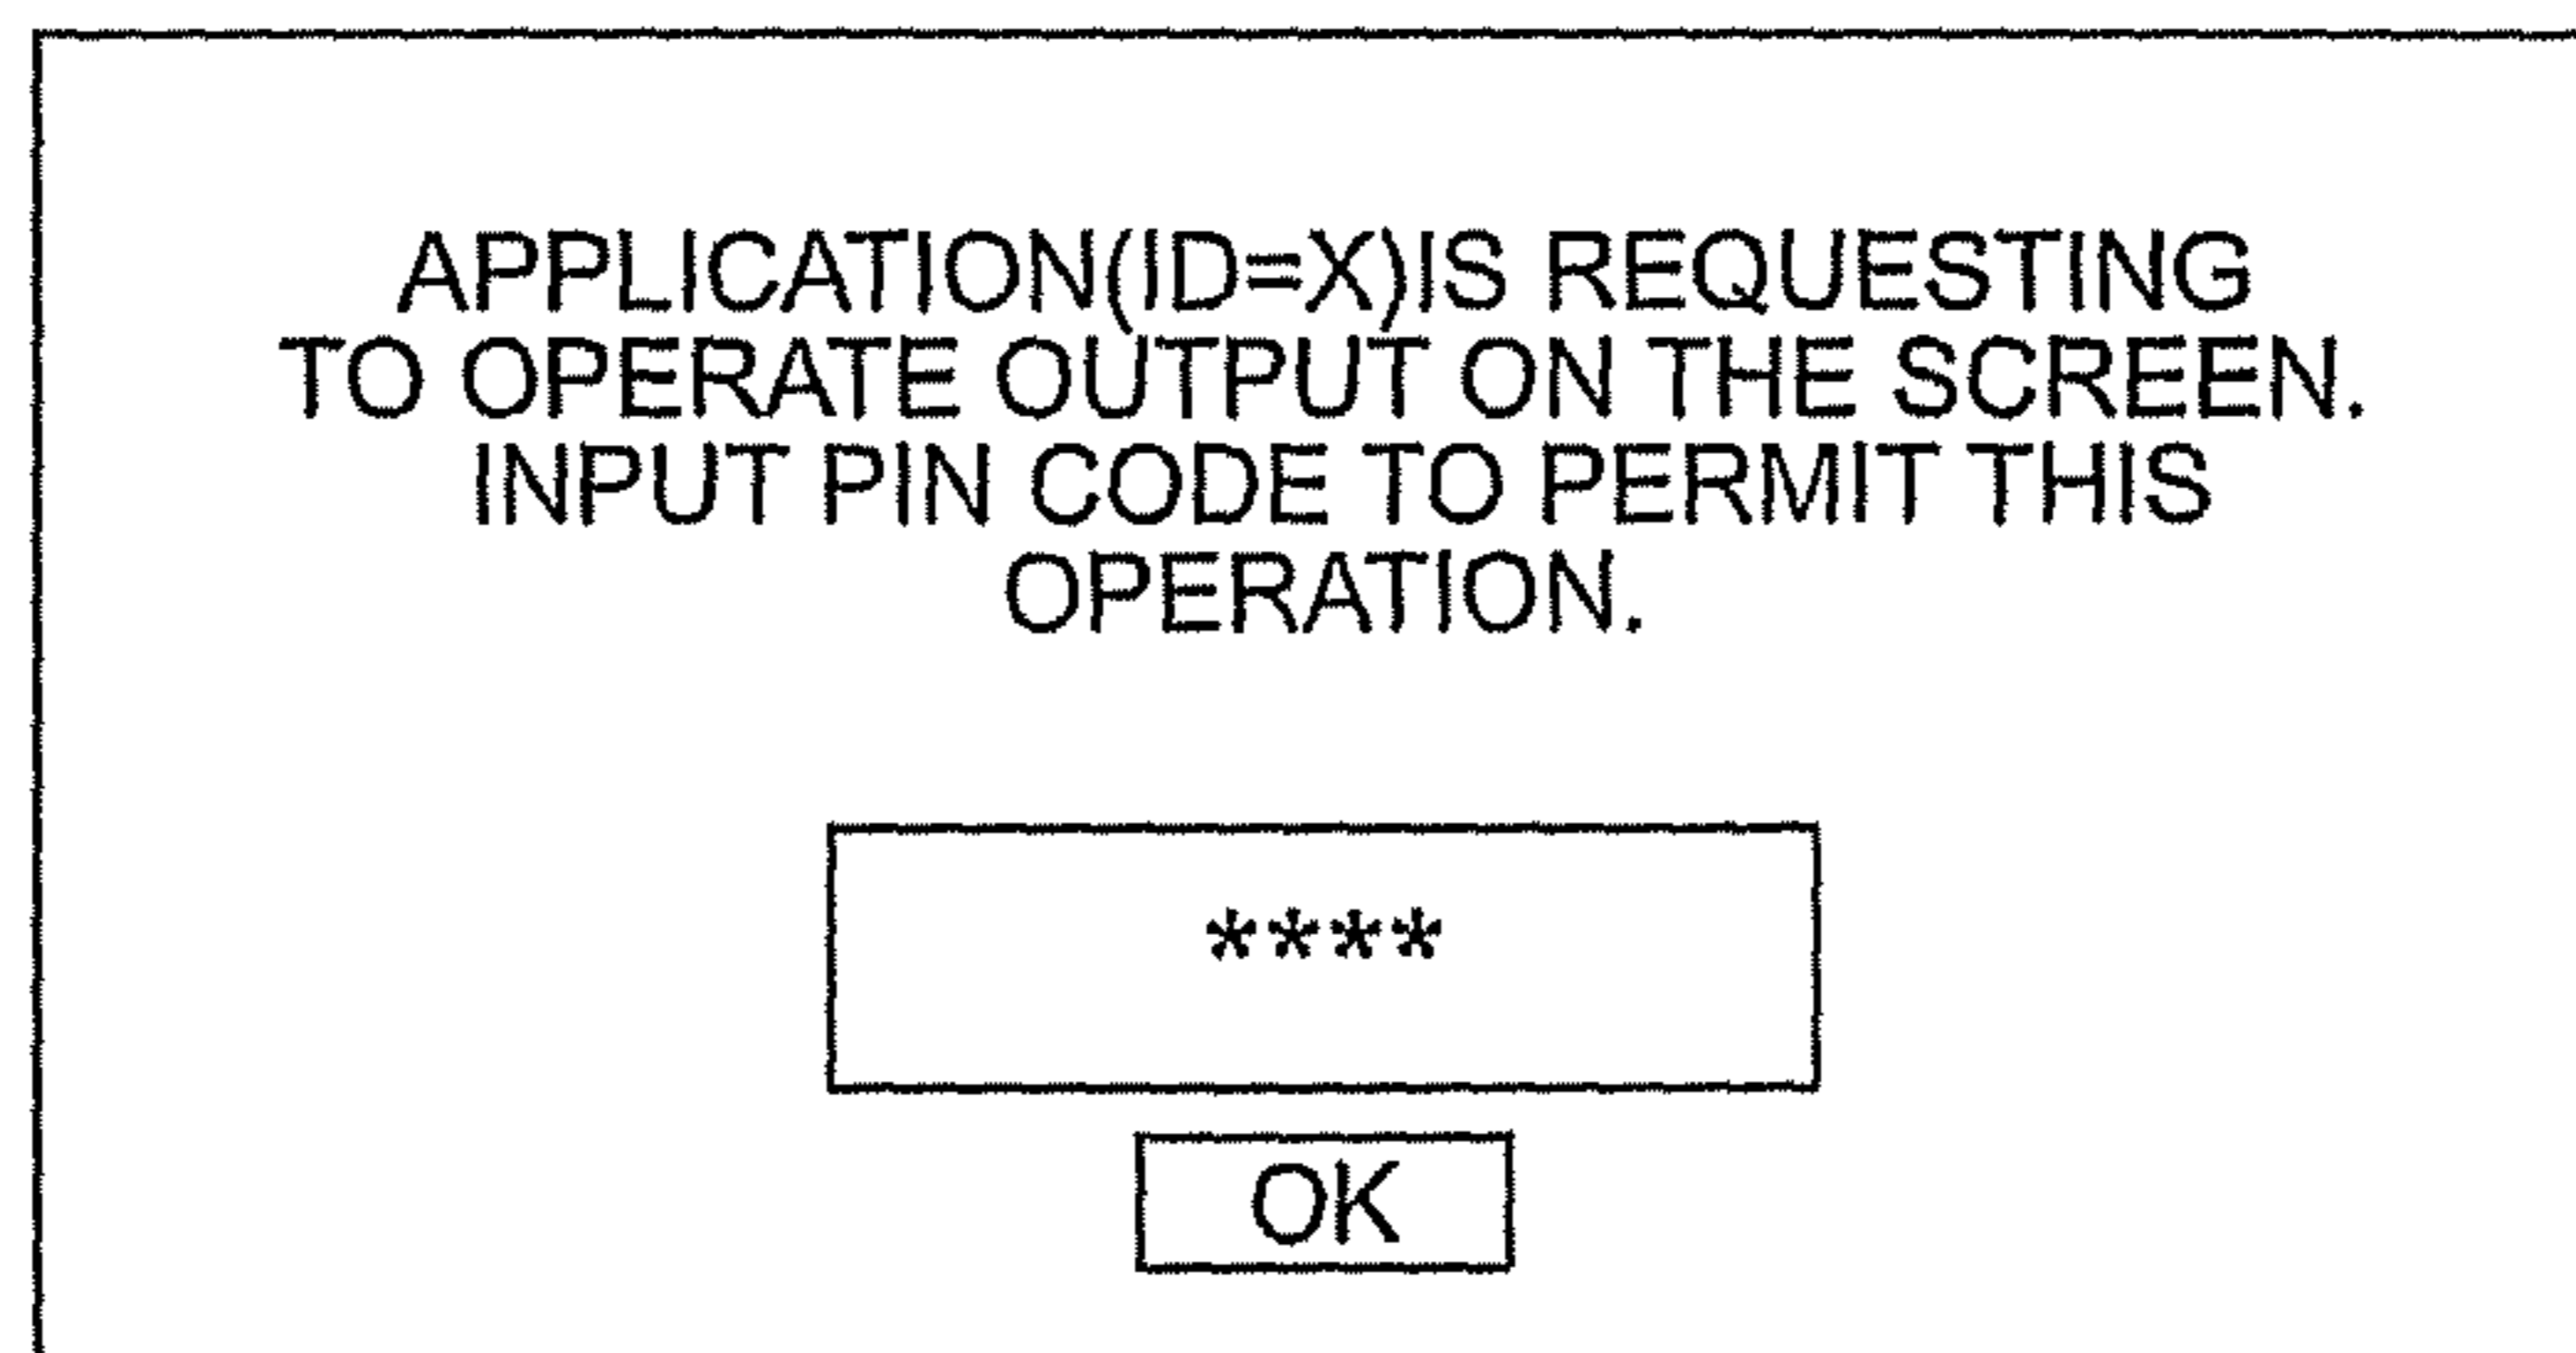 APPLICATION(ID=X)IS REQUESTING
TO OPERATE OUTPUT ON THE SCREEN.
INPUT PIN CODE TO PERMIT THIS
OPERATION.
****
OK